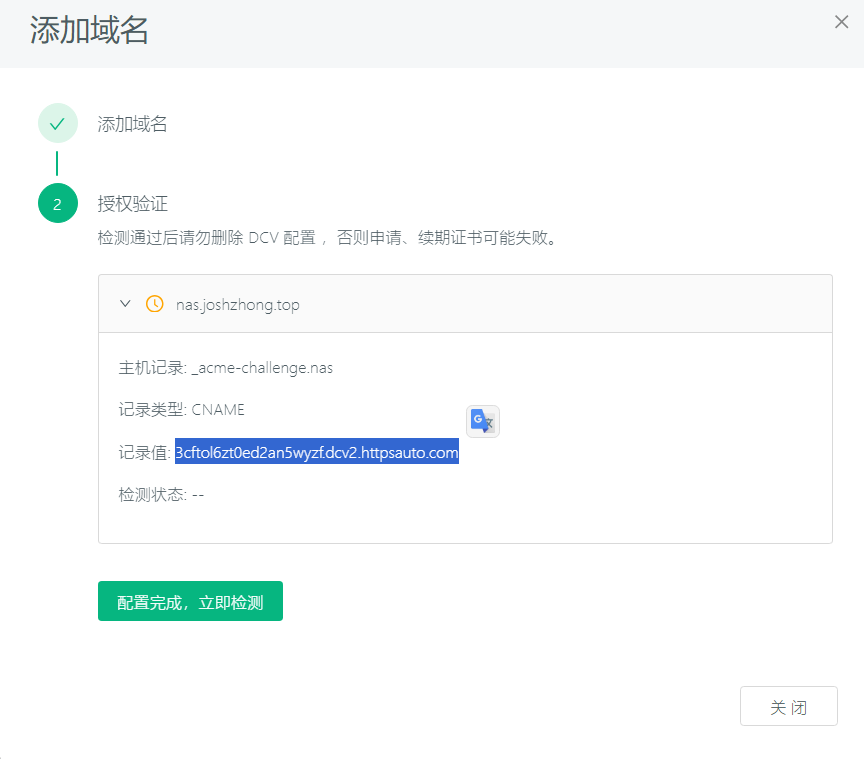 添加域名
添加域名
2
授权验证
检测通过后请勿删除 DCV 配置 ，否则申请、续期证书可能失败。
nas.joshzhong.top
主机记录: _acme-challenge.nas
记录类型: CNAME
记录值: 3cftol6zt0ed2an5wyzf.dcv2.httpsauto.com
检测状态: --
配置完成，立即检测
关 闭